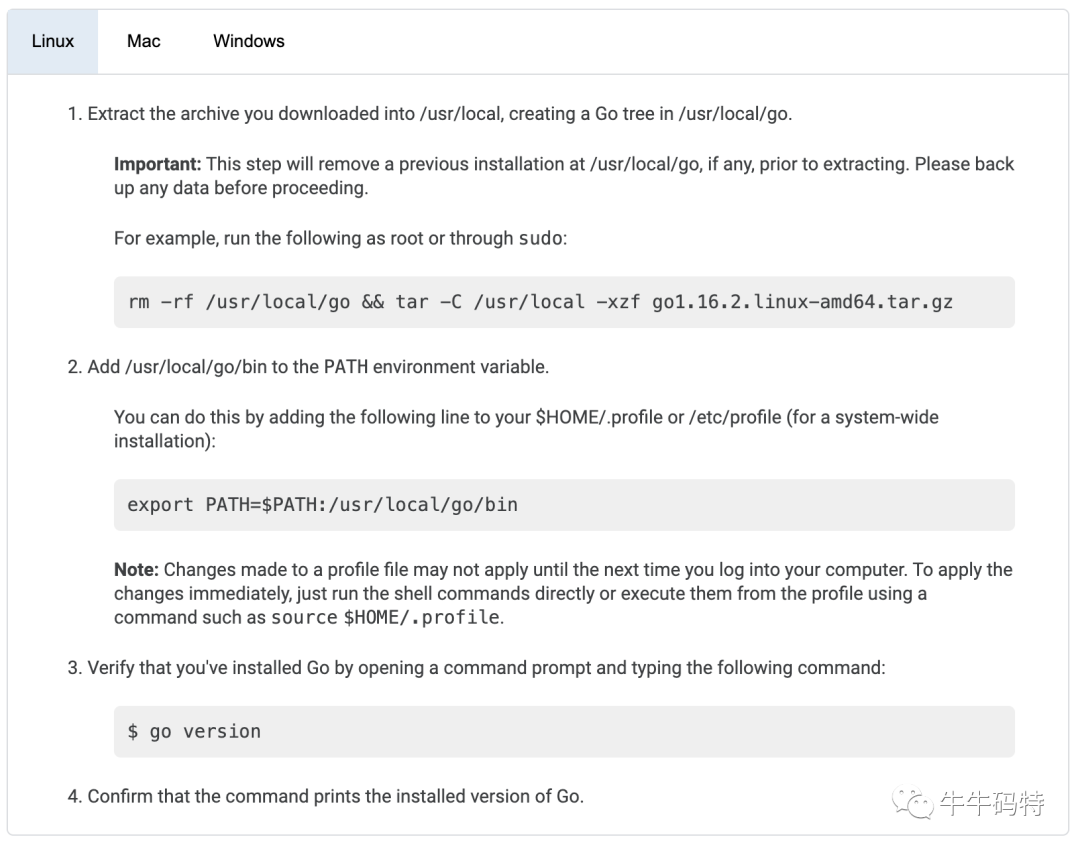 Linux Mac Windows
1. Extract the archive you downloaded into /usr/local, creating a Go tree in /usr/local/go.
Important: This step will remove a previous installation at /usr/local/go, if any, prior to extracting. Please back
up any data before proceeding.
For example, run the following as root or through sudo:
rm -rf /usr/local/go && tar -C /usr/local -xzf go1.16.2.linux-amd64.tar.gz
2. Add /usr/local/go/bin to the PATH environment variable.
You can do this by adding the following line to your $HOME/.profile or /etc/profile (for a system-wide
installation):
export PATH=$PATH:/usr/local/go/bin
Note: Changes made to a profile file may not apply until the next time you log into your computer. To apply the
changes immediately, just run the shell commands directly or execute them from the profile using a
command such as source $HOME/.profile.
3. Verify that you've installed Go by opening a command prompt and typing the following command:
$ go version
4. Confirm that the command prints the installed version of Go.
牛牛码特